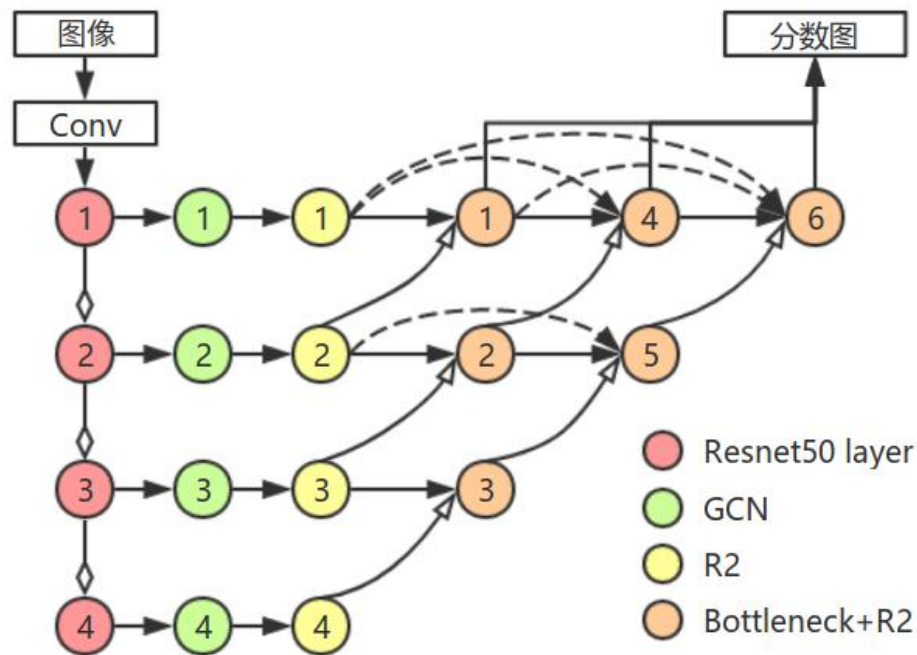 图像
分数图
Conv
1 1 1 1 4 6
2 2 2 2 5
3 3 3 3
4 4 4
Resnet50 layer
GCN
R2
Bottleneck+R2